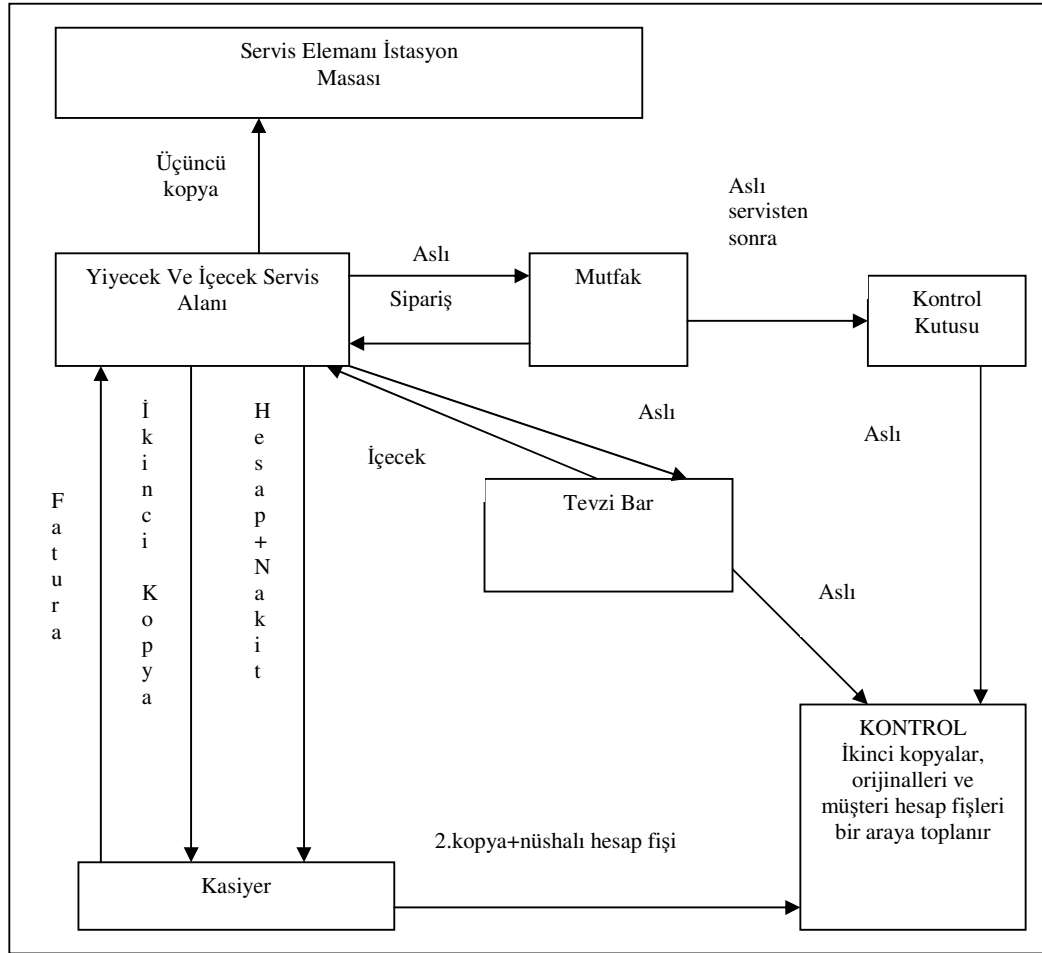 Servis Elemanı İstasyon
Masası
Üçüncü
kopya
Aslı
servisten
sonra
Yiyecek Ve İçecek Servis
Alanı
Aslı
Sipariş
Mutfak
Kontrol
Kutusu
Fatura
İkinci Kopya
Hesap+Nakit
İçecek
Aslı
Aslı
Tevzi Bar
Aslı
KONTROL
İkinci kopyalar,
orijinalleri ve
müşteri hesap fişleri
bir araya toplanır
2.kopya+nüshalı hesap fişi
Kasiyer